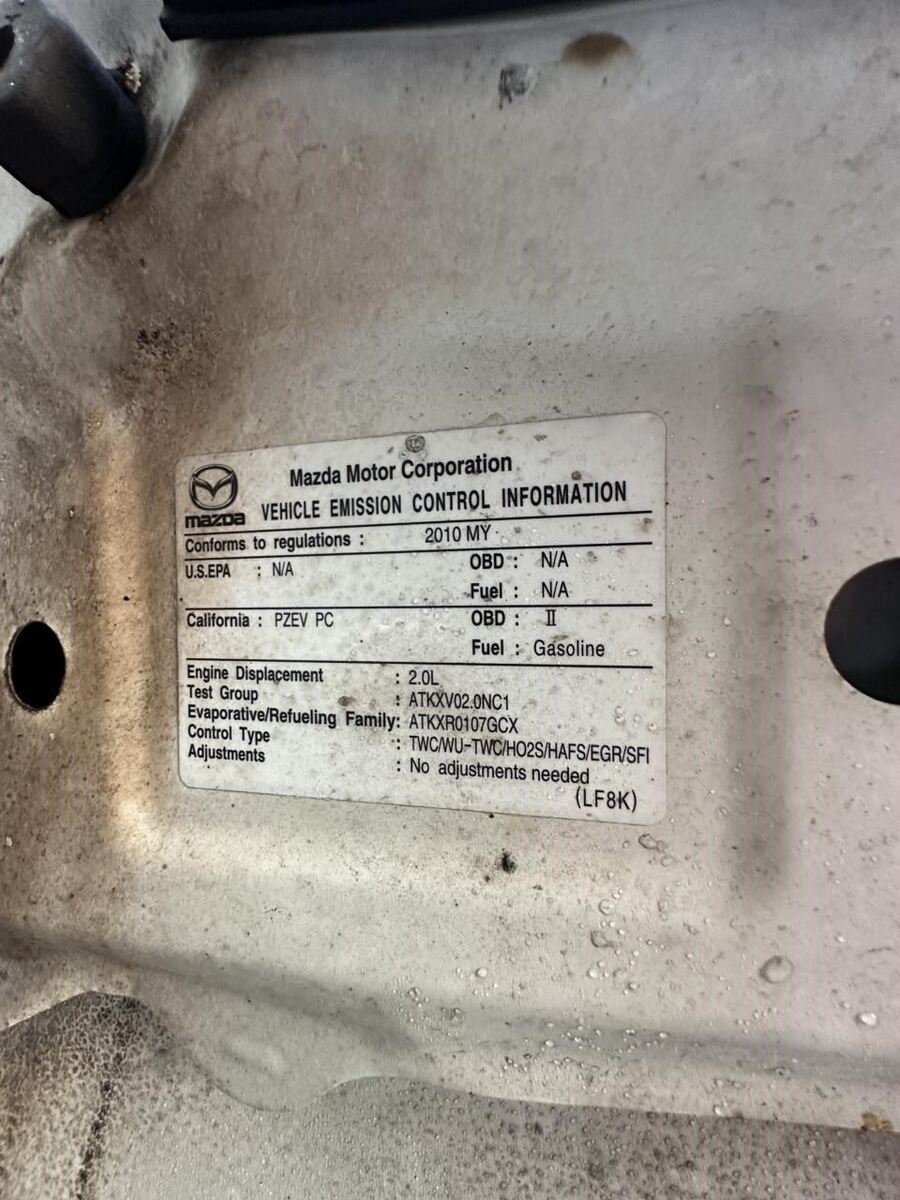 Mazda Motor Corporation
mazda VEHICLE EMISSION CONTROL INFORMATION
Conforms to regulations : 2010 MY
U.S.EPA : N/A OBD : N/A
Fuel : N/A
California : PZEV PC OBD : II
Fuel : Gasoline
Engine Displacement : 2.0L
Test Group : ATKXV02.0NC1
Evaporative/Refueling Family: ATKXR0107GCX
Control Type : TWC/WU-TWC/HO2S/HAFS/EGR/SFI
Adjustments : No adjustments needed
(LF8K)